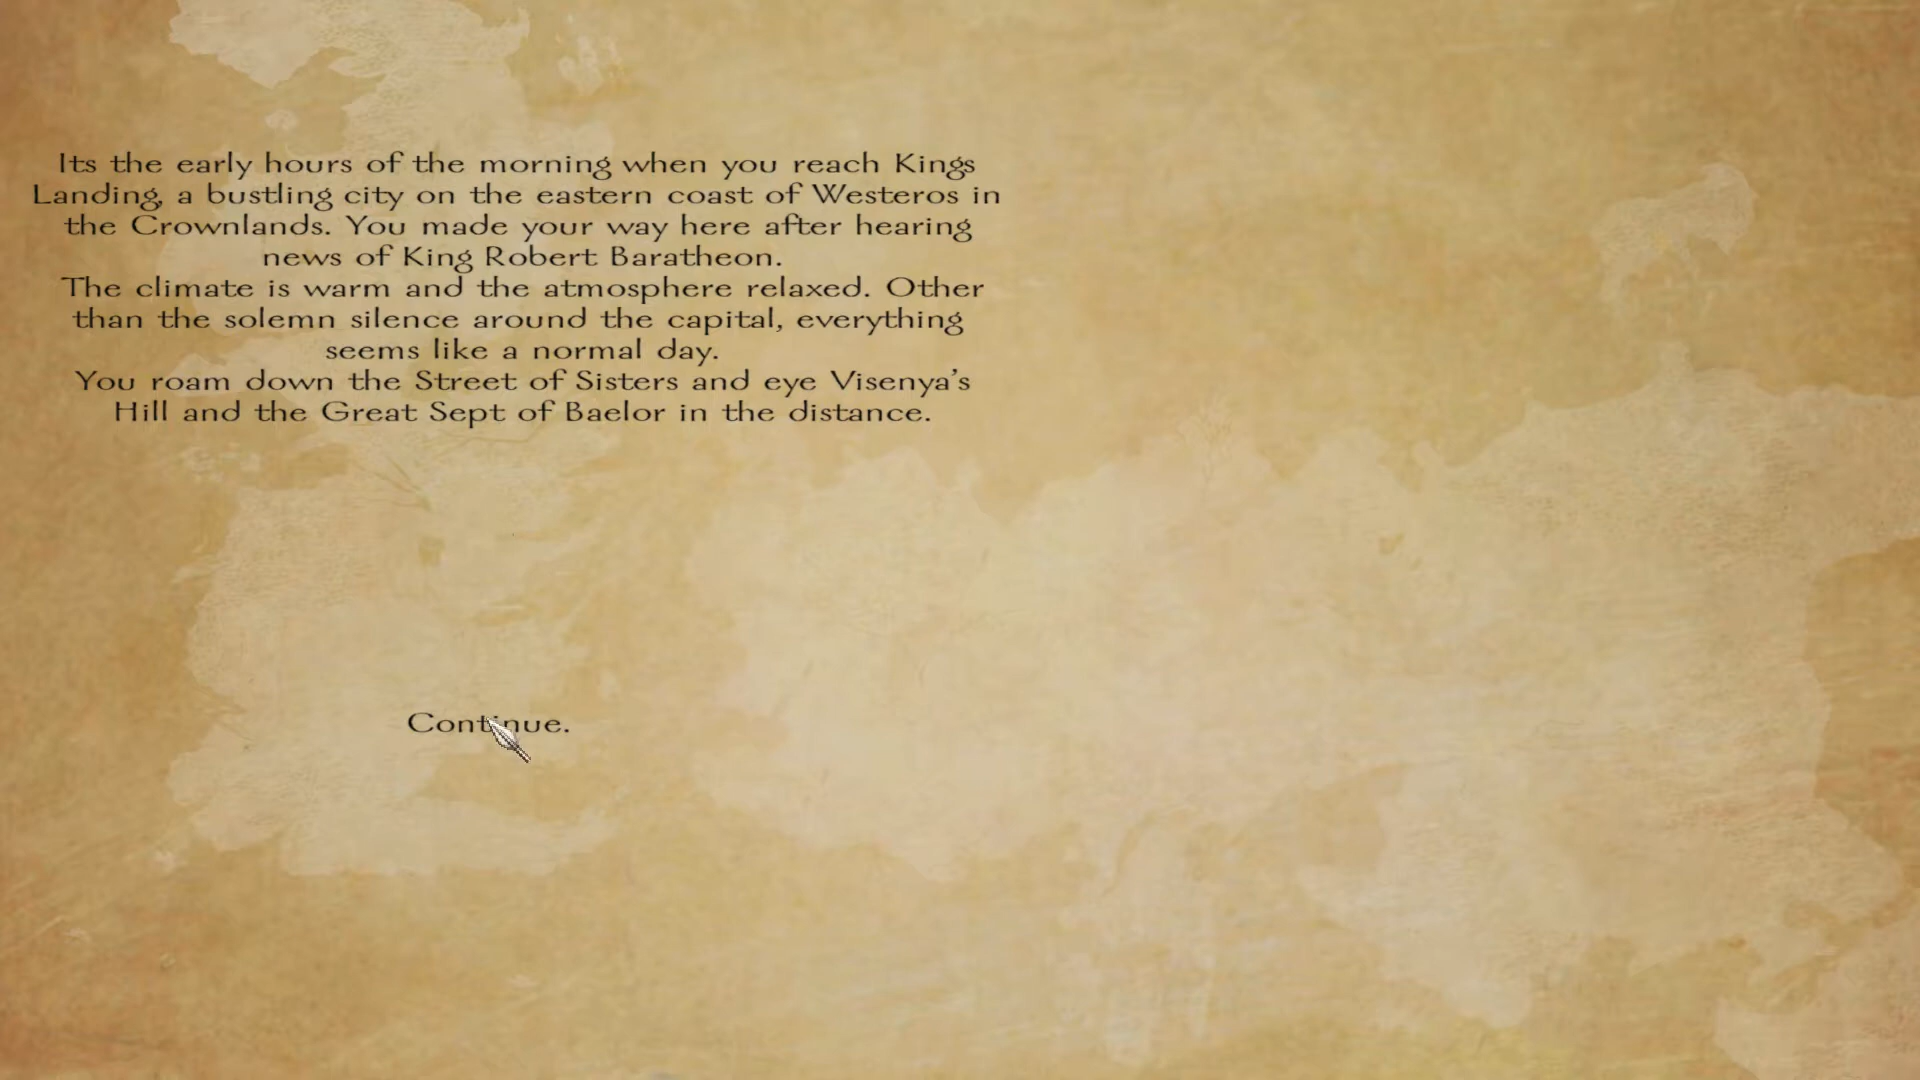 Its the early hours of the morning when you reach Kings
Landing, a bustling city on the eastern coast of Westeros in
the Crownlands. You made your way here after hearing
news of King Robert Baratheon.
The climate is warm and the atmosphere relaxed. Other
than the solemn silence around the capital, everything
seems like a normal day.
You roam down the Street of Sisters and eye Visenya's
Hill and the Great Sept of Baelor in the distance.
Continue.